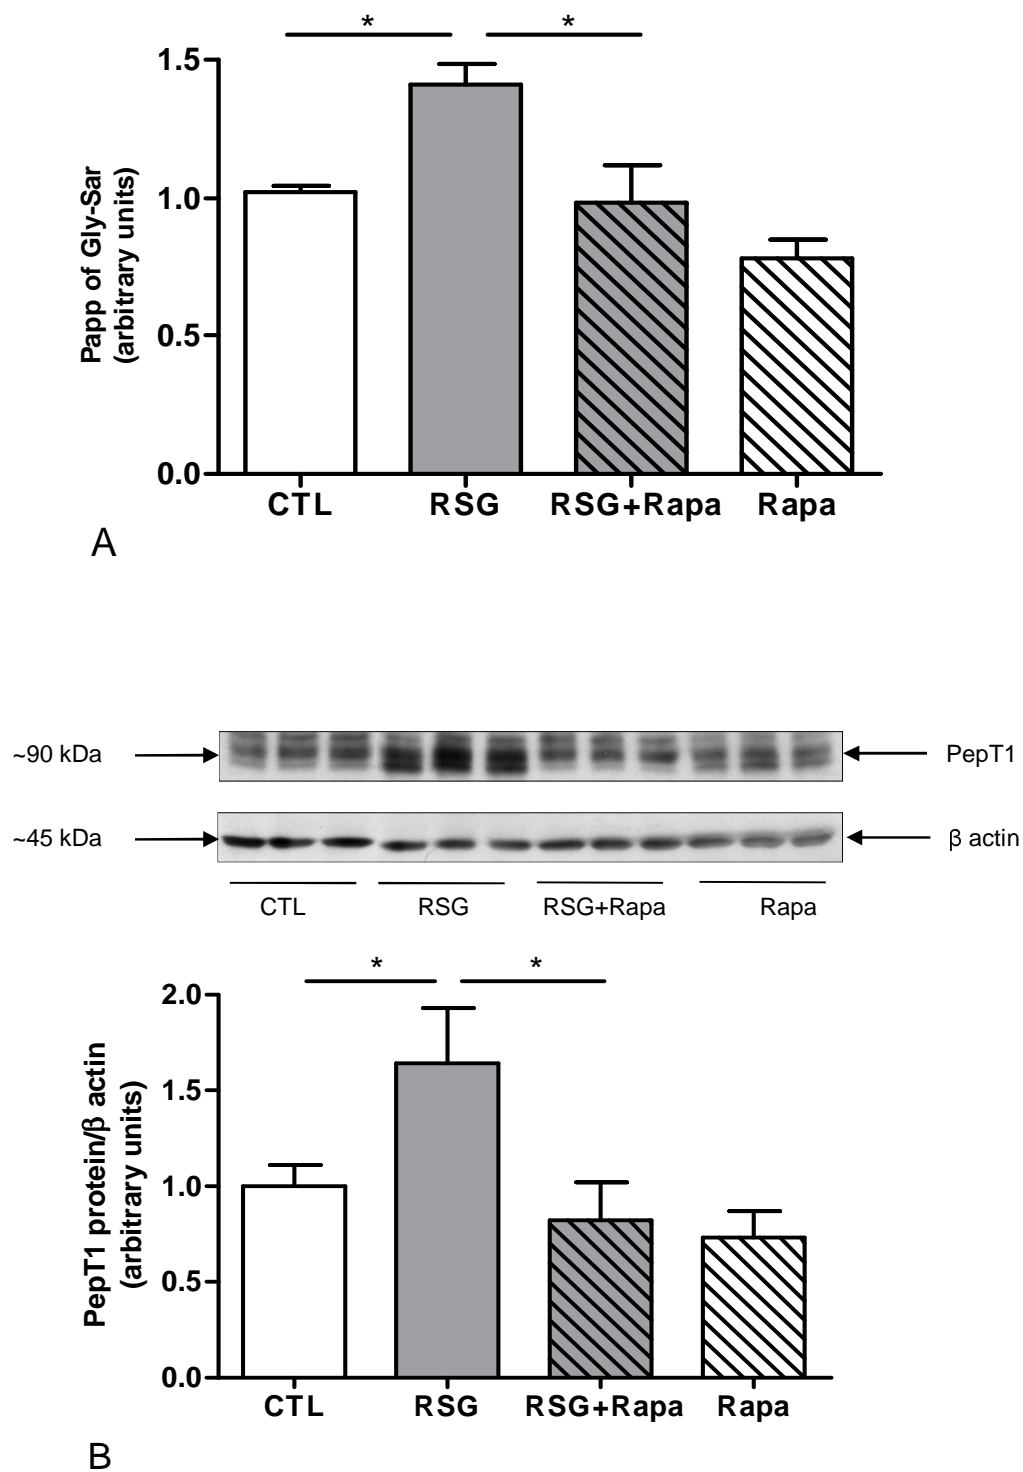 * *
1.5
1.0
0.5
0.0
Papp of Gly-Sar
(arbitrary units)
CTL RSG RSG+Rapa Rapa
A
~90 kDa PepT1
~45 kDa β actin
CTL RSG RSG+Rapa Rapa
* *
2.0
1.5
1.0
0.5
0.0
PepT1 protein/β actin
(arbitrary units)
CTL RSG RSG+Rapa Rapa
B